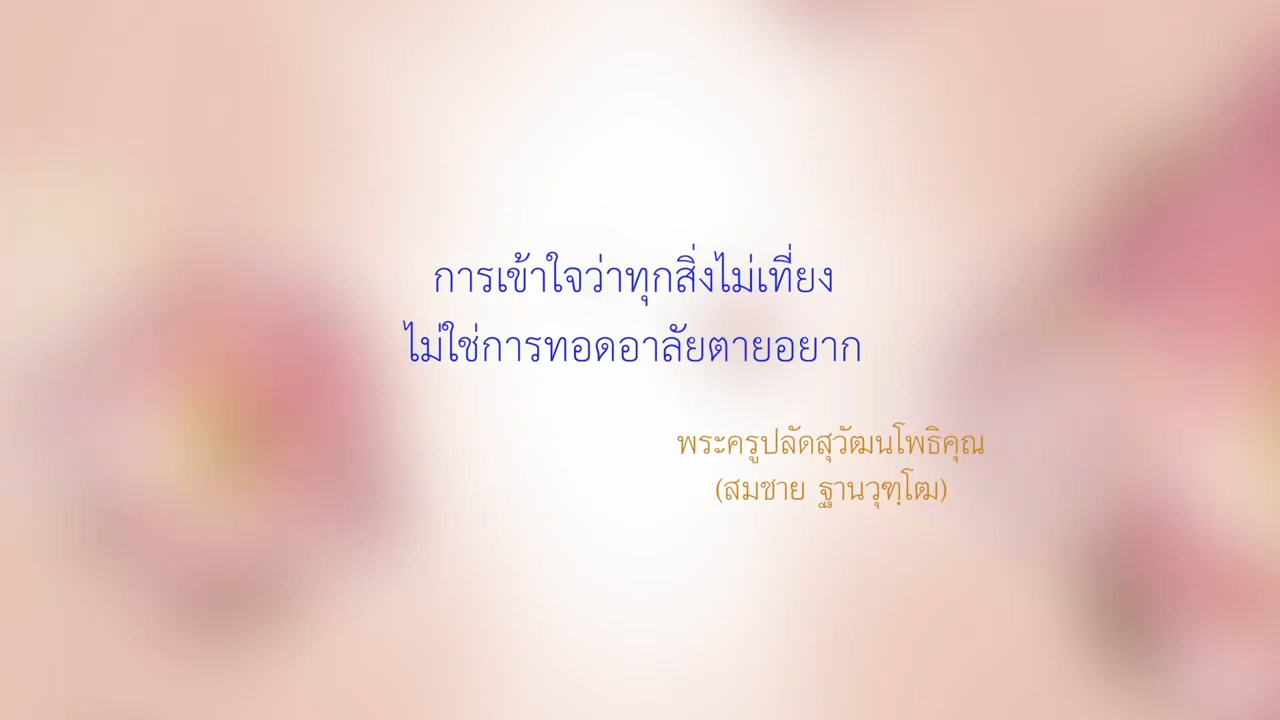 การเข้าใจว่าทุกสิ่งไม่เที่ยง
ไม่ใช่การทอดอาลัยตายอยาก
พระครูปลัดสุวัฒนโพธิคุณ
(สมชาย ฐานวุฑฺโฒ)